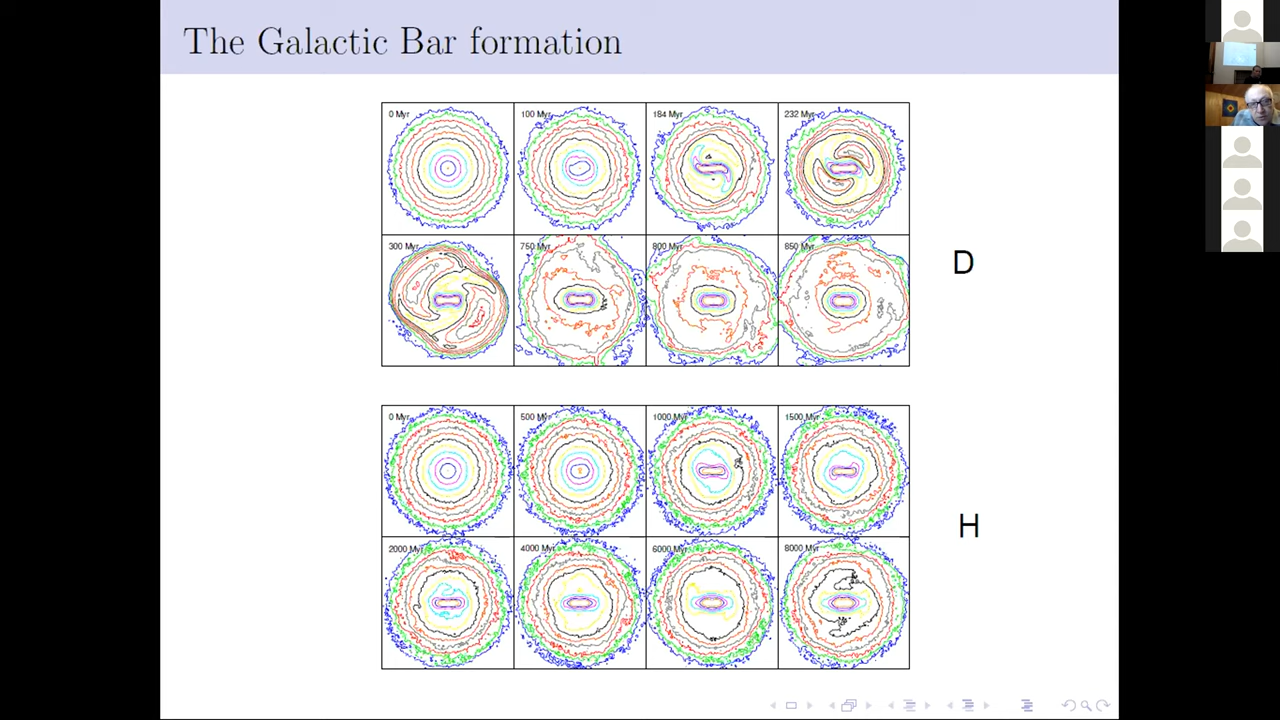 The Galactic Bar formation
0 Myr 100 Myr 184 Myr 232 Myr
300 Myr 750 Myr 800 Myr 850 Myr
D
0 Myr 500 Myr 1000 Myr 1500 Myr
H
2000 Myr 4000 Myr 6000 Myr 8000 Myr